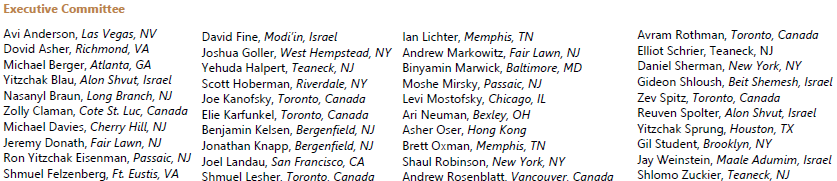 Executive Committee
Avi Anderson, Las Vegas, NV
Dovid Asher, Richmond, VA
Michael Berger, Atlanta, GA
Yitzchak Blau, Alon Shvut, Israel
Nasanyl Braun, Long Branch, NJ
Zolly Claman, Cote St. Luc, Canada
Michael Davies, Cherry Hill, NJ
Jeremy Donath, Fair Lawn, NJ
Ron Yitzchak Eisenman, Passaic, NJ
Shmuel Felzenberg, Ft. Eustis, VA
David Fine, Modi'in, Israel
Joshua Goller, West Hempstead, NY
Yehuda Halpert, Teaneck, NJ
Scott Hoberman, Riverdale, NY
Joe Kanofsky, Toronto, Canada
Elie Karfunkel, Toronto, Canada
Benjamin Kelsen, Bergenfield, NJ
Jonathan Knapp, Bergenfield, NJ
Joel Landau, San Francisco, CA
Shmuel Lesher, Toronto, Canada
Ian Lichter, Memphis, TN
Andrew Markowitz, Fair Lawn, NJ
Binyamin Marwick, Baltimore, MD
Moshe Mirsky, Passaic, NJ
Levi Mostofsky, Chicago, IL
Ari Neuman, Bexley, OH
Asher Oser, Hong Kong
Brett Oxman, Memphis, TN
Shaul Robinson, New York, NY
Andrew Rosenblatt, Vancouver, Canada
Avram Rothman, Toronto, Canada
Elliot Schrier, Teaneck, NJ
Daniel Sherman, New York, NY
Gideon Shloush, Beit Shemesh, Israel
Zev Spitz, Toronto, Canada
Reuven Spolter, Alon Shvut, Israel
Yitzchak Sprung, Houston, TX
Gil Student, Brooklyn, NY
Jay Weinstein, Maale Adumim, Israel
Shlomo Zuckier, Teaneck, NJ